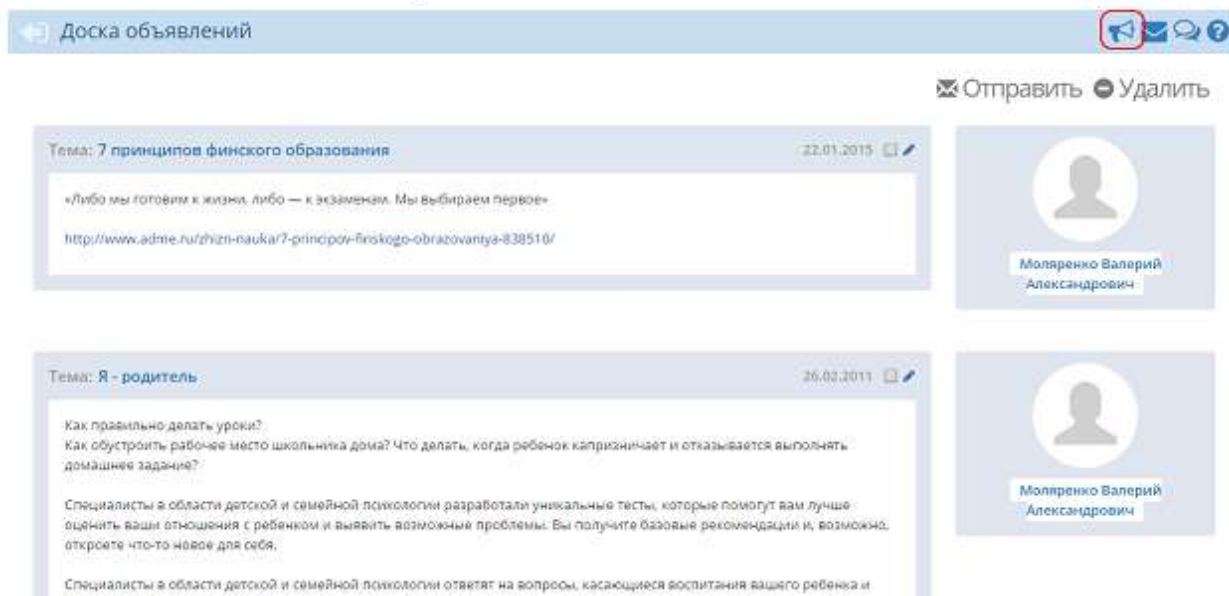 Доска объявлений
Отправить Удалить
Тема: 7 принципов финского образования 22.01.2015
«Либо мы готовим к жизни, либо — к экзаменам. Мы выбираем первое»
http://www.adme.ru/zhizn-nauka/7-principov-finskogo-obrazovaniya-838510/
Моляренко Валерий
Александрович
Тема: Я - родитель 26.02.2011
Как правильно делать уроки?
Как обустроить рабочее место школьника дома? Что делать, когда ребенок капризничает и отказывается выполнять
домашнее задание?
Специалисты в области детской и семейной психологии разработали уникальные тесты, которые помогут вам лучше
оценить ваши отношения с ребенком и выявить возможные проблемы. Вы получите базовые рекомендации и, возможно,
откроете что-то новое для себя.
Специалисты в области детской и семейной психологии ответят на вопросы, касающиеся воспитания вашего ребенка и
Моляренко Валерий
Александрович